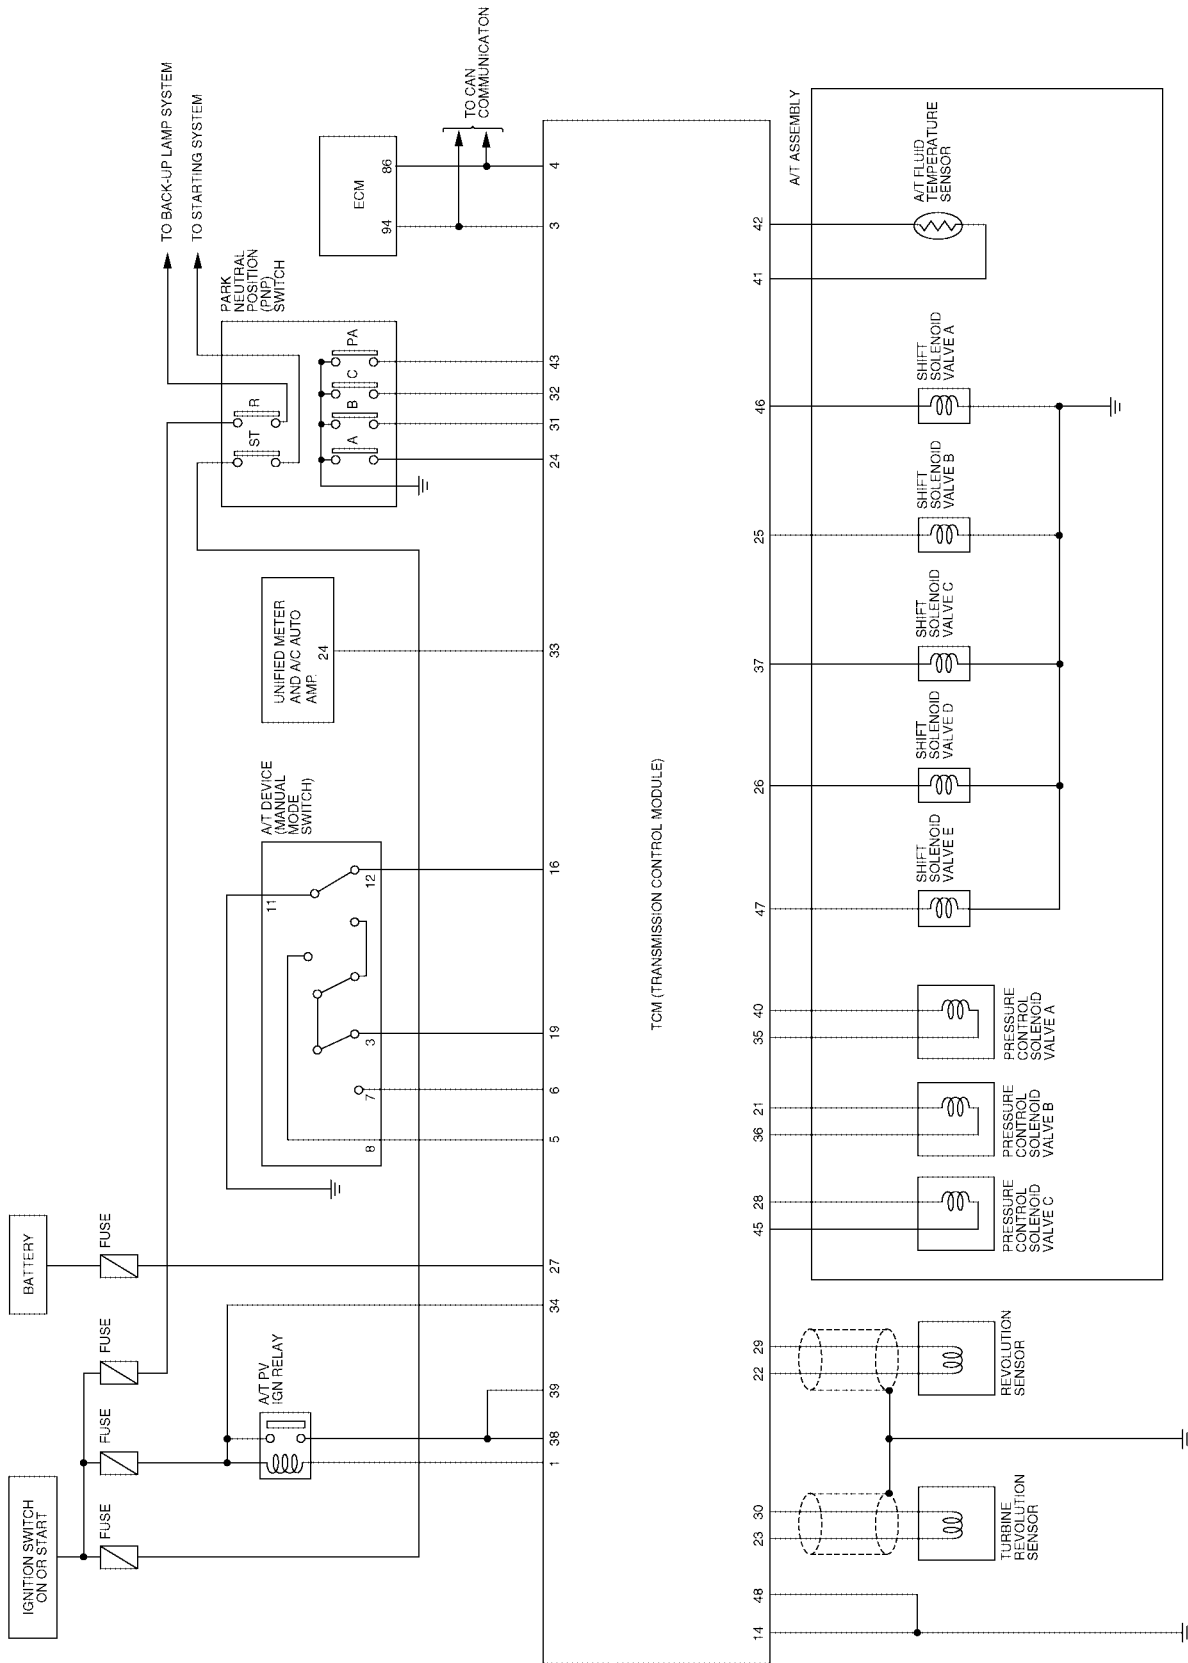 IGNITION SWITCH
ON OR START
BATTERY
FUSE
FUSE
FUSE
FUSE
A/T PV
IGN RELAY
A/T DEVICE
(MANUAL
MODE
SWITCH)
8
7
3
11
12
UNIFIED METER
AND A/C AUTO
AMP.
24
PARK
NEUTRAL
POSITION
(PNP)
SWITCH
ST
R
A
B
C
PA
TO BACK-UP LAMP SYSTEM
TO STARTING SYSTEM
ECM
94
86
TO CAN
COMMUNICATON
1
38
39
34
27
5
6
19
16
33
24
31
32
43
3
4
TCM (TRANSMISSION CONTROL MODULE)
14
48
23
30
22
29
45
28
36
21
35
40
47
26
37
25
46
41
42
A/T ASSEMBLY
TURBINE
REVOLUTION
SENSOR
REVOLUTION
SENSOR
PRESSURE
CONTROL
SOLENOID
VALVE C
PRESSURE
CONTROL
SOLENOID
VALVE B
PRESSURE
CONTROL
SOLENOID
VALVE A
SHIFT
SOLENOID
VALVE E
SHIFT
SOLENOID
VALVE D
SHIFT
SOLENOID
VALVE C
SHIFT
SOLENOID
VALVE B
SHIFT
SOLENOID
VALVE A
A/T FLUID
TEMPERATURE
SENSOR